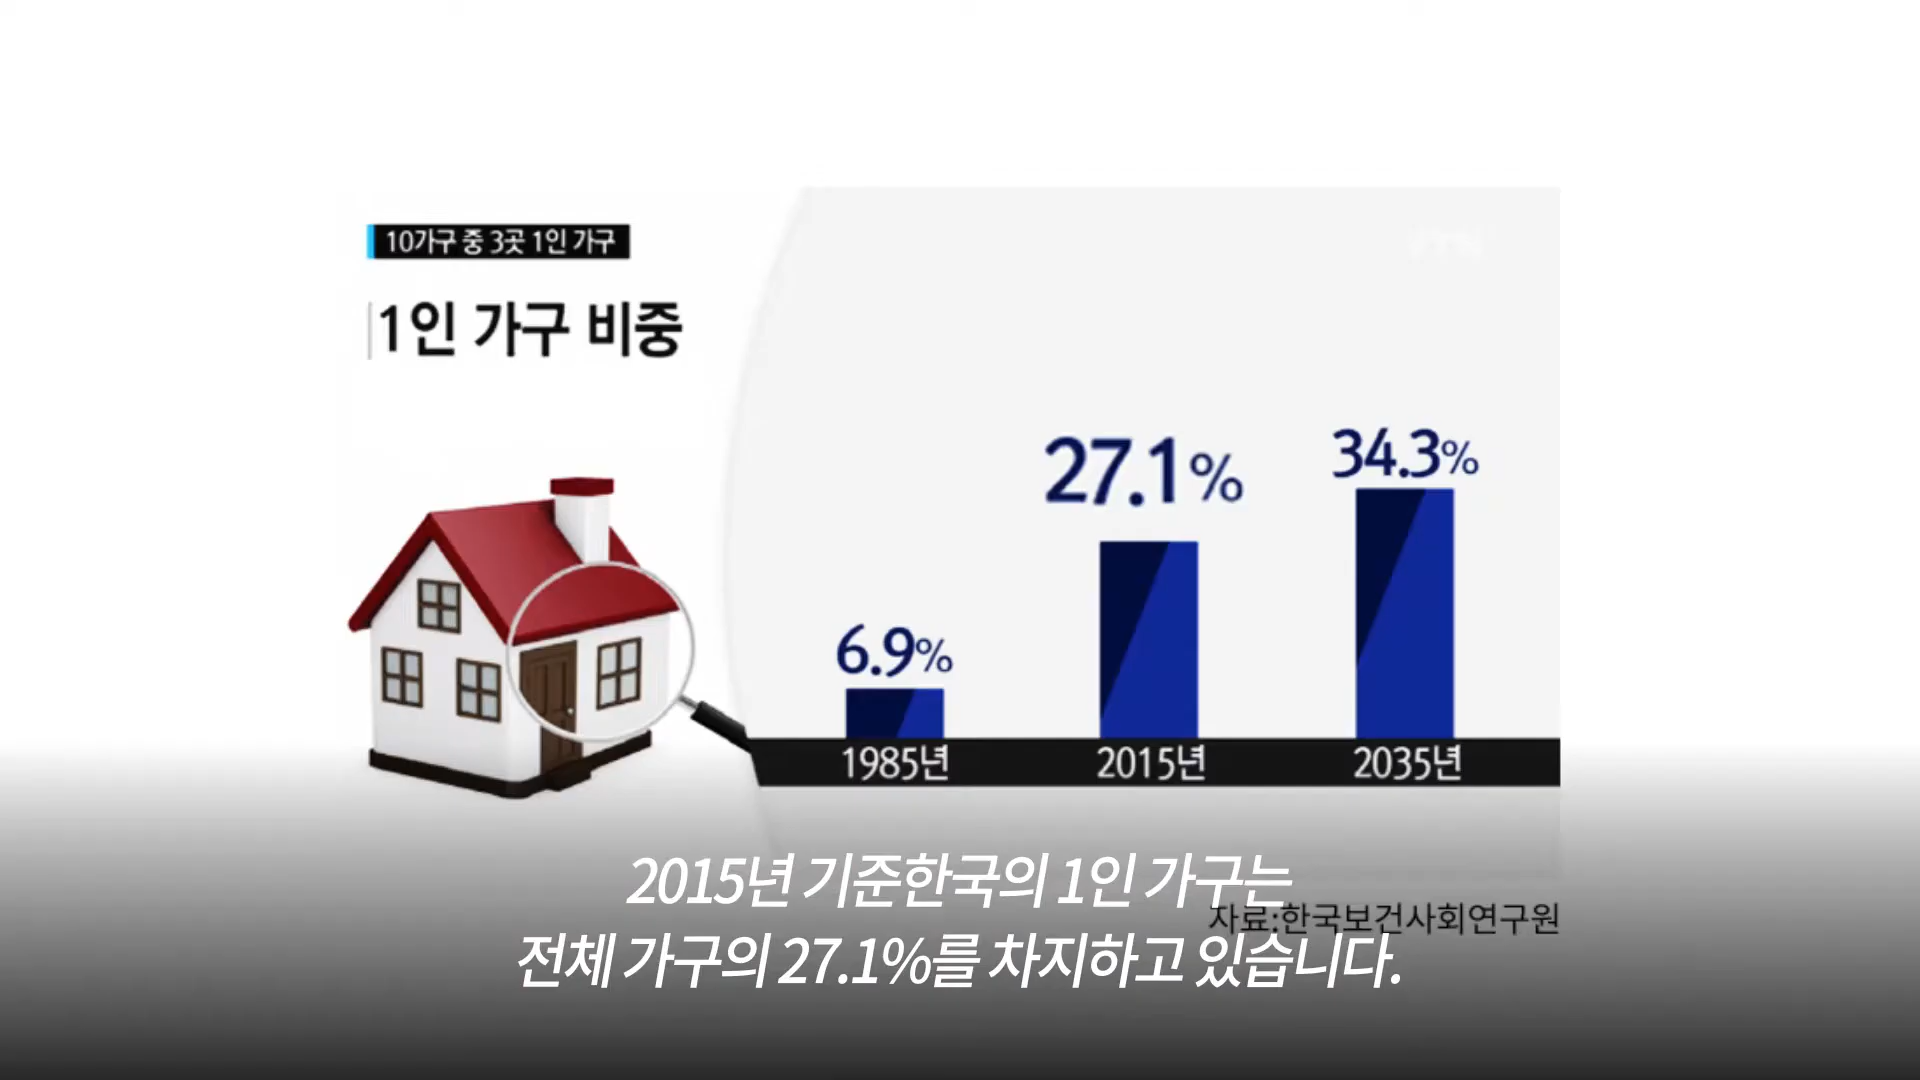 10가구 중 3곳 1인 가구
1인 가구 비중
6.9%
27.1%
34.3%
1985년
2015년
2035년
2015년 기준한국의 1인 가구는
자료:한국보건사회연구원
전체 가구의 27.1%를 차지하고 있습니다.